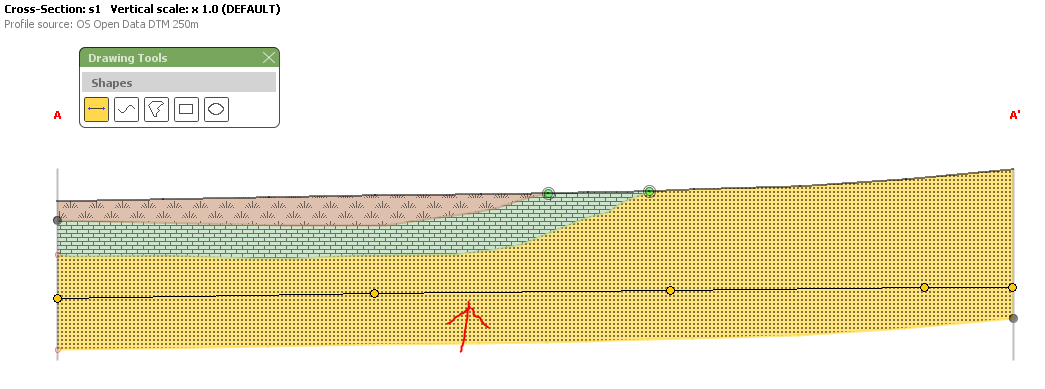 Cross-Section: s1 Vertical scale: x 1.0 (DEFAULT)
Profile source: OS Open Data DTM 250m
Drawing Tools
Shapes
A
A'